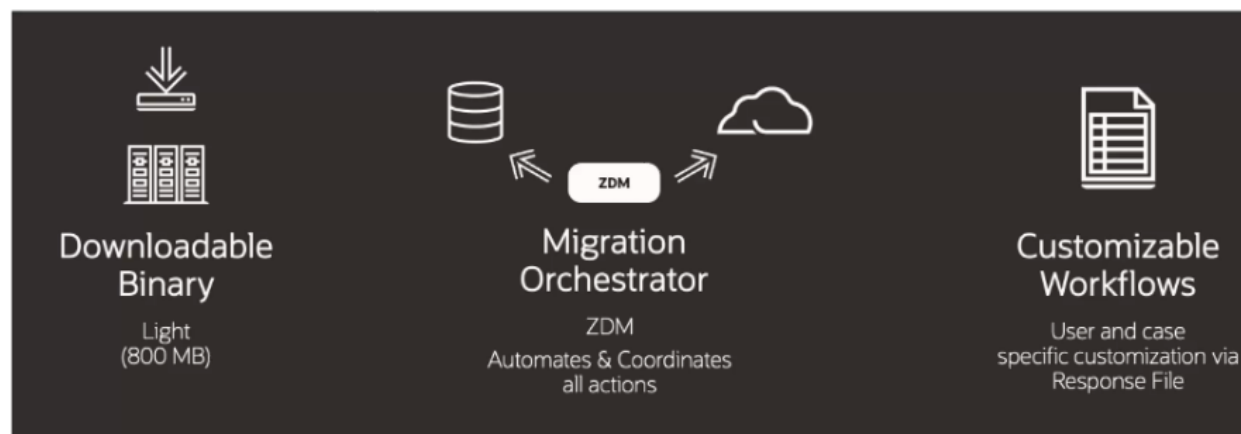 Downloadable
Binary
Light
(800 MB)
ZDM
Migration
Orchestrator
ZDM
Automates & Coordinates
all actions
Customizable
Workflows
User and case
specific customization via
Response File